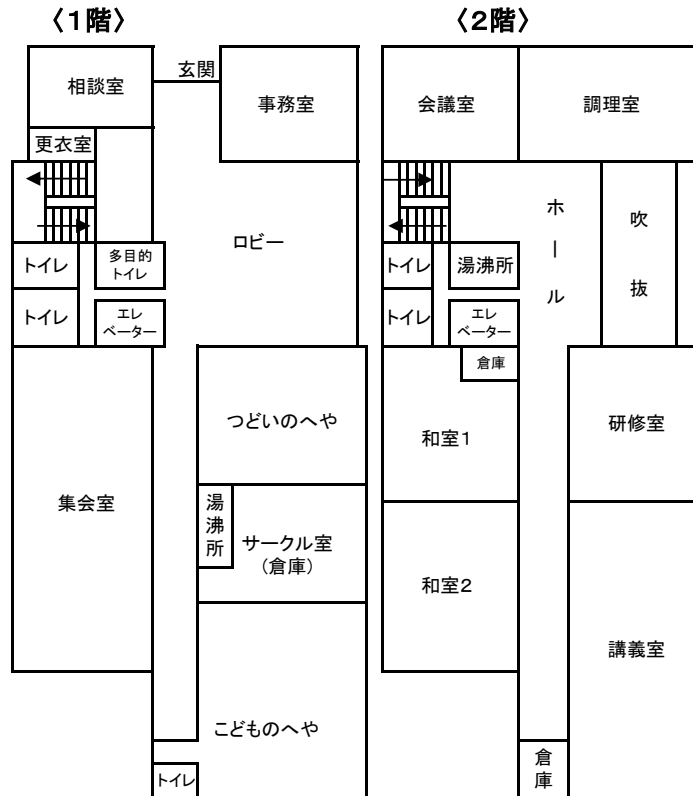 〈1階〉
相談室
玄関
事務室
更衣室
ロビー
トイレ
多目的
トイレ
トイレ
エレ
ベーター
つどいのへや
集会室
湯沸所
サークル室
(倉庫)
こどものへや
トイレ
〈2階〉
会議室
調理室
ホール
吹抜
トイレ
湯沸所
トイレ
エレ
ベーター
倉庫
和室1
研修室
和室2
講義室
倉庫